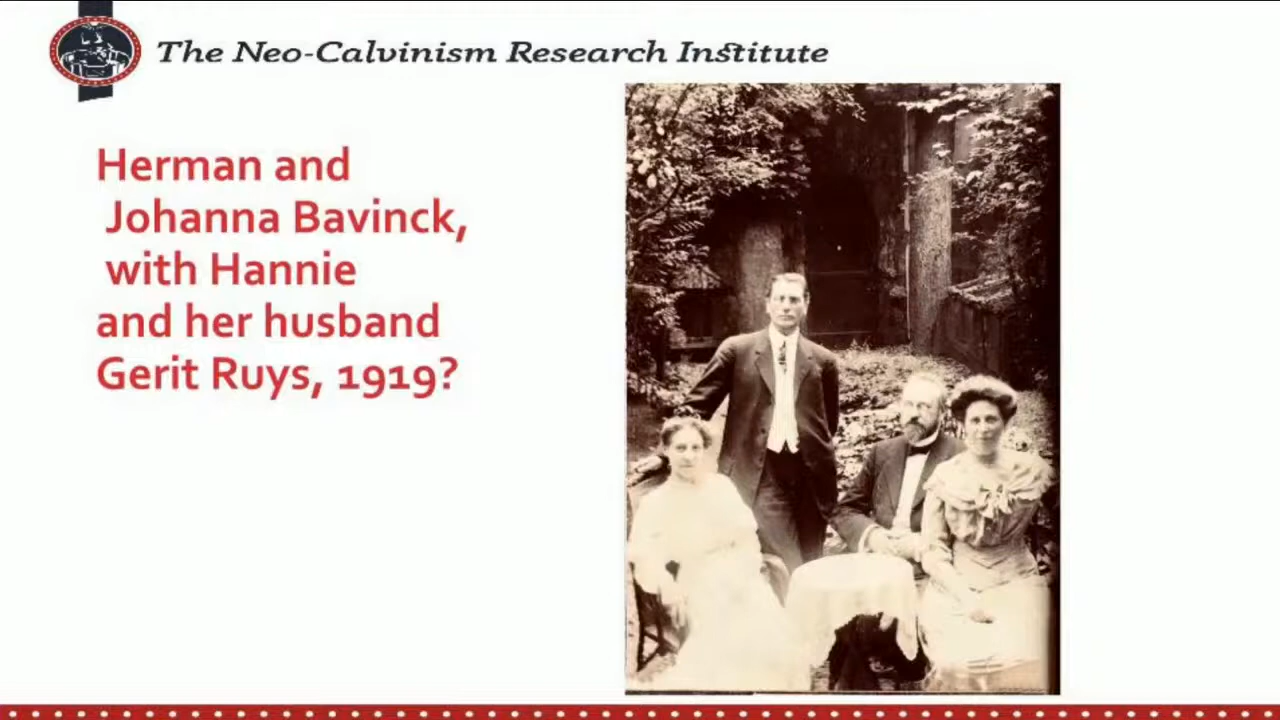 The Neo-Calvinism Research Institute
Herman and
Johanna Bavinck,
with Hannie
and her husband
Gerit Ruys, 1919?